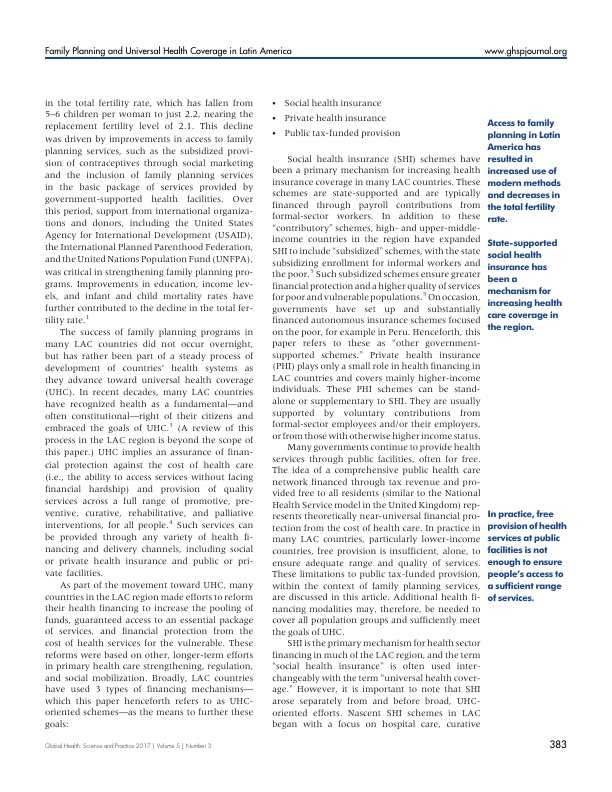 Family Planning and Universal Health Coverage in Latin America
www.ghspjournal.org
in the total fertility rate, which has fallen from
5–6 children per woman to just 2.2, nearing the
replacement fertility level of 2.1. This decline
was driven by improvements in access to family
planning services, such as the subsidized provi-
sion of contraceptives through social marketing
and the inclusion of family planning services
in the basic package of services provided by
government-supported health facilities. Over
this period, support from international organiza-
tions and donors, including the United States
Agency for International Development (USAID),
the International Planned Parenthood Federation,
and the United Nations Population Fund (UNFPA),
was critical in strengthening family planning pro-
grams. Improvements in education, income lev-
els, and infant and child mortality rates have
further contributed to the decline in the total fer-
tility rate.1
The success of family planning programs in
many LAC countries did not occur overnight,
but has rather been part of a steady process of
development of countries' health systems as
they advance toward universal health coverage
(UHC). In recent decades, many LAC countries
have recognized health as a fundamental—and
often constitutional—right of their citizens and
embraced the goals of UHC.3 (A review of this
process in the LAC region is beyond the scope of
this paper.) UHC implies an assurance of finan-
cial protection against the cost of health care
(i.e., the ability to access services without facing
financial hardship) and provision of quality
services across a full range of promotive, pre-
ventive, curative, rehabilitative, and palliative
interventions, for all people.4 Such services can
be provided through any variety of health fi-
nancing and delivery channels, including social
or private health insurance and public or pri-
vate facilities.
As part of the movement toward UHC, many
countries in the LAC region made efforts to reform
their health financing to increase the pooling of
funds, guaranteed access to an essential package
of services, and financial protection from the
cost of health services for the vulnerable. These
reforms were based on other, longer-term efforts
in primary health care strengthening, regulation,
and social mobilization. Broadly, LAC countries
have used 3 types of financing mechanisms—
which this paper henceforth refers to as UHC-
oriented schemes—as the means to further these
goals:
• Social health insurance
• Private health insurance
• Public tax-funded provision
Social health insurance (SHI) schemes have
been a primary mechanism for increasing health
insurance coverage in many LAC countries. These
schemes are state-supported and are typically
financed through payroll contributions from
formal-sector workers. In addition to these
"contributory" schemes, high- and upper-middle-
income countries in the region have expanded
SHI to include "subsidized" schemes, with the state
subsidizing enrollment for informal workers and
the poor.5 Such subsidized schemes ensure greater
financial protection and a higher quality of services
for poor and vulnerable populations.5 On occasion,
governments have set up and substantially
financed autonomous insurance schemes focused
on the poor, for example in Peru. Henceforth, this
paper refers to these as "other government-
supported schemes." Private health insurance
(PHI) plays only a small role in health financing in
LAC countries and covers mainly higher-income
individuals. These PHI schemes can be stand-
alone or supplementary to SHI. They are usually
supported by voluntary contributions from
formal-sector employees and/or their employers,
or from those with otherwise higher income status.
Many governments continue to provide health
services through public facilities, often for free.
The idea of a comprehensive public health care
network financed through tax revenue and pro-
vided free to all residents (similar to the National
Health Service model in the United Kingdom) rep-
resents theoretically near-universal financial pro-
tection from the cost of health care. In practice in
many LAC countries, particularly lower-income
countries, free provision is insufficient, alone, to
ensure adequate range and quality of services.
These limitations to public tax-funded provision,
within the context of family planning services,
are discussed in this article. Additional health fi-
nancing modalities may, therefore, be needed to
cover all population groups and sufficiently meet
the goals of UHC.
SHI is the primary mechanism for health sector
financing in much of the LAC region, and the term
"social health insurance" is often used inter-
changeably with the term "universal health cover-
age." However, it is important to note that SHI
arose separately from and before broad, UHC-
oriented efforts. Nascent SHI schemes in LAC
began with a focus on hospital care, curative
Access to family
planning in Latin
America has
resulted in
increased use of
modern methods
and decreases in
the total fertility
rate.
State-supported
social health
insurance has
been a
mechanism for
increasing health
care coverage in
the region.
In practice, free
provision of health
services at public
facilities is not
enough to ensure
people's access to
a sufficient range
of services.
Global Health: Science and Practice 2017 | Volume 5 | Number 3
383